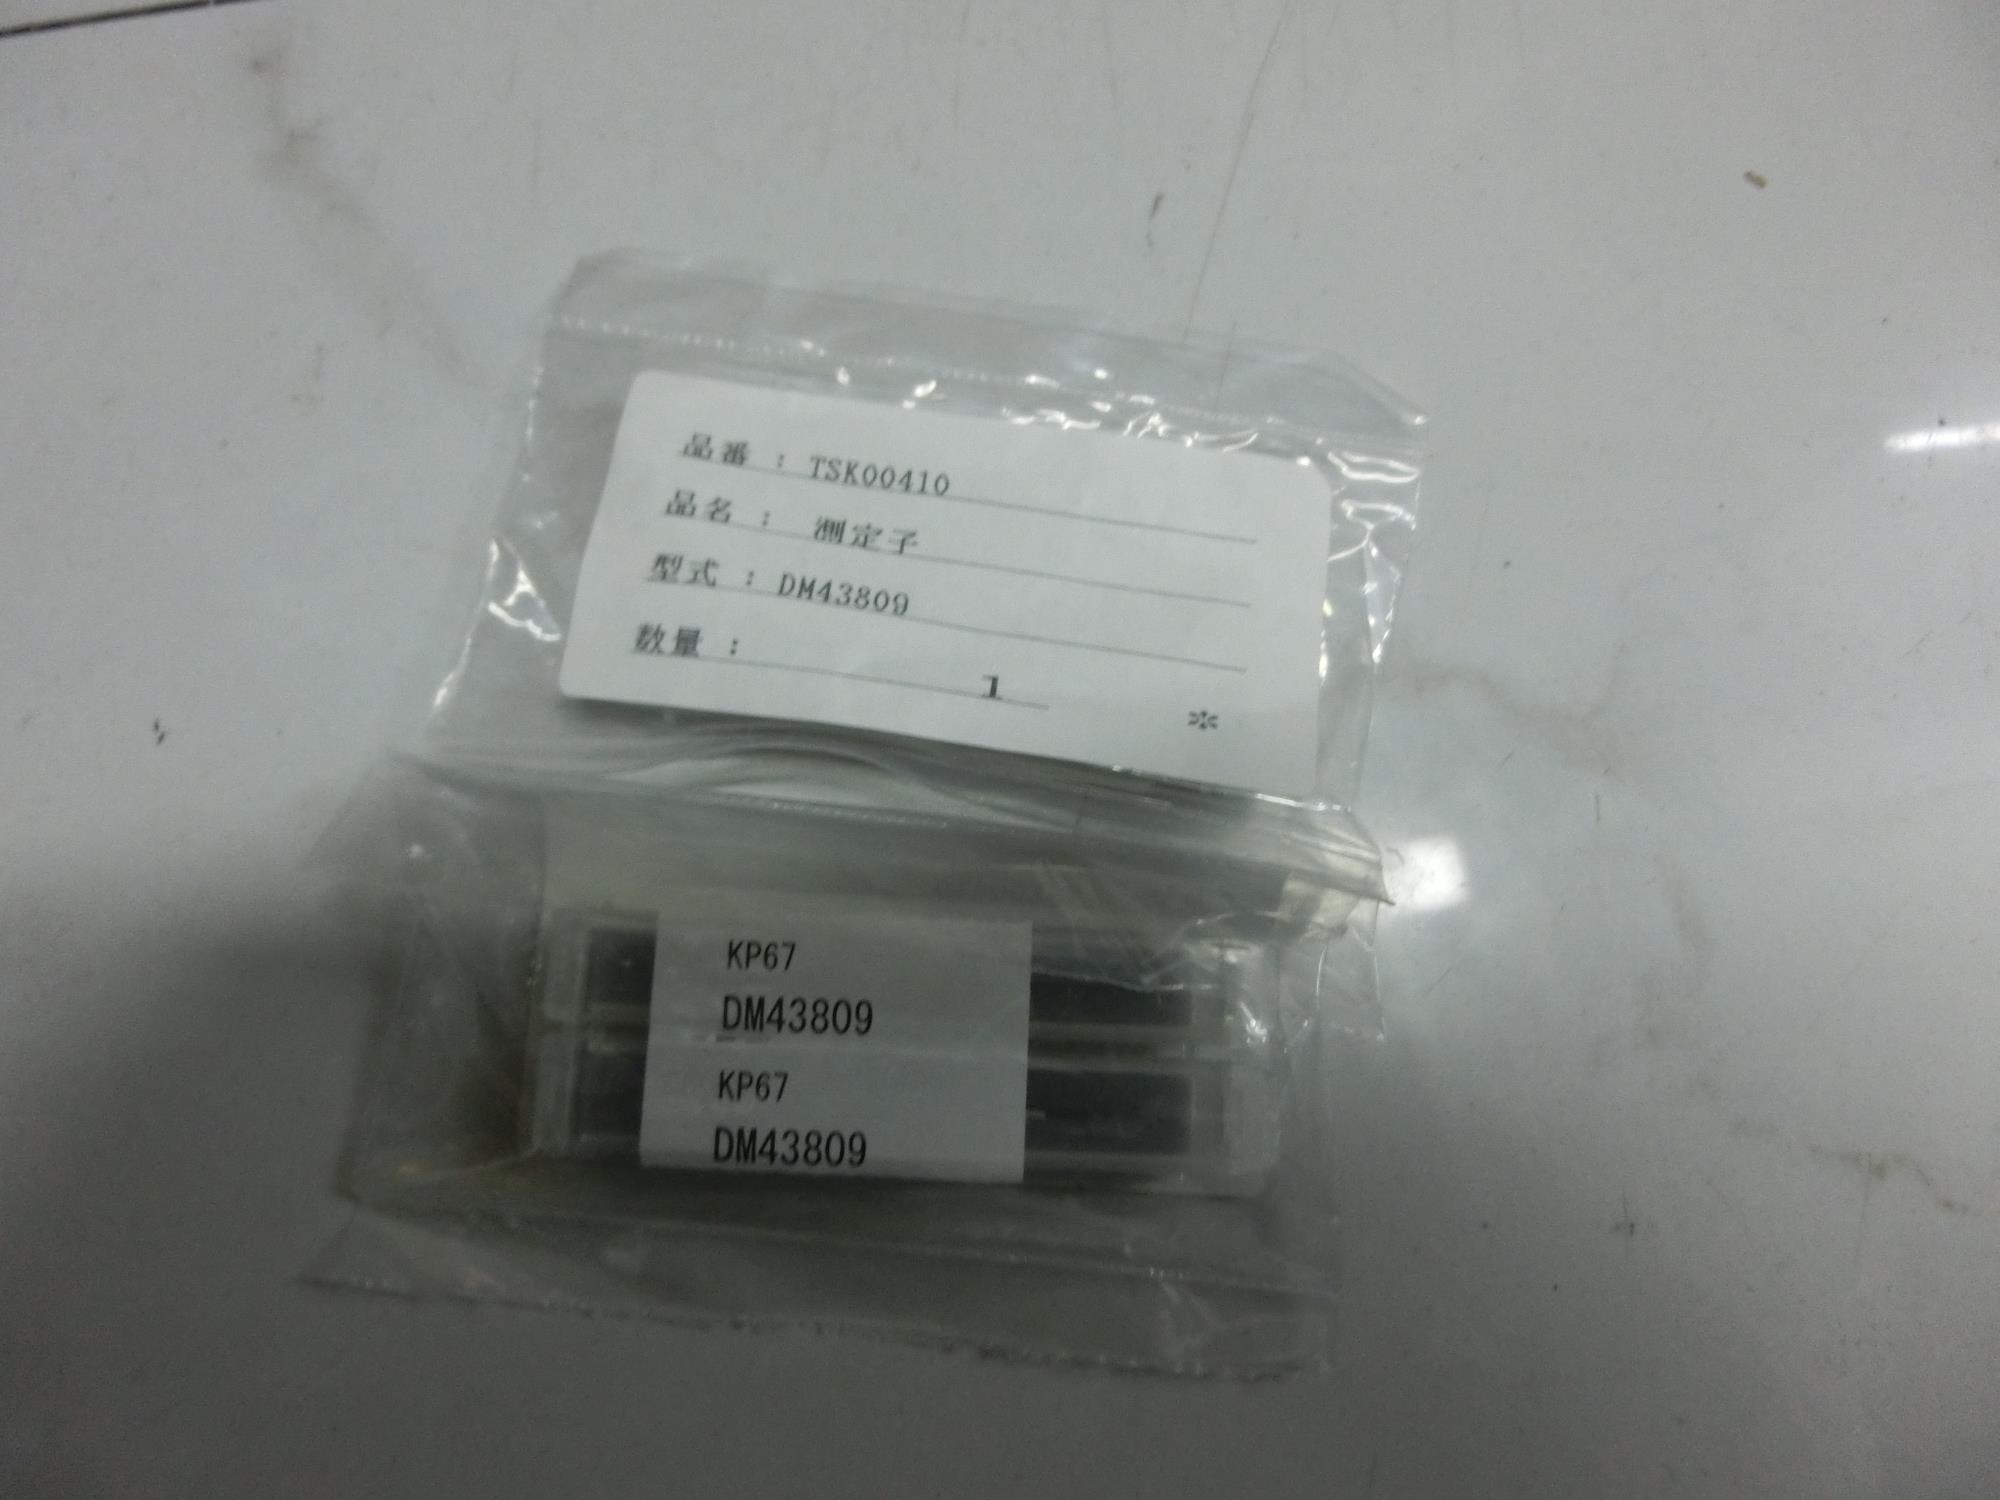 品番 : TSK00410
品名 : 測定子
型式 : DM43809
数量 : 1
*
KP67
DM43809
KP67
DM43809